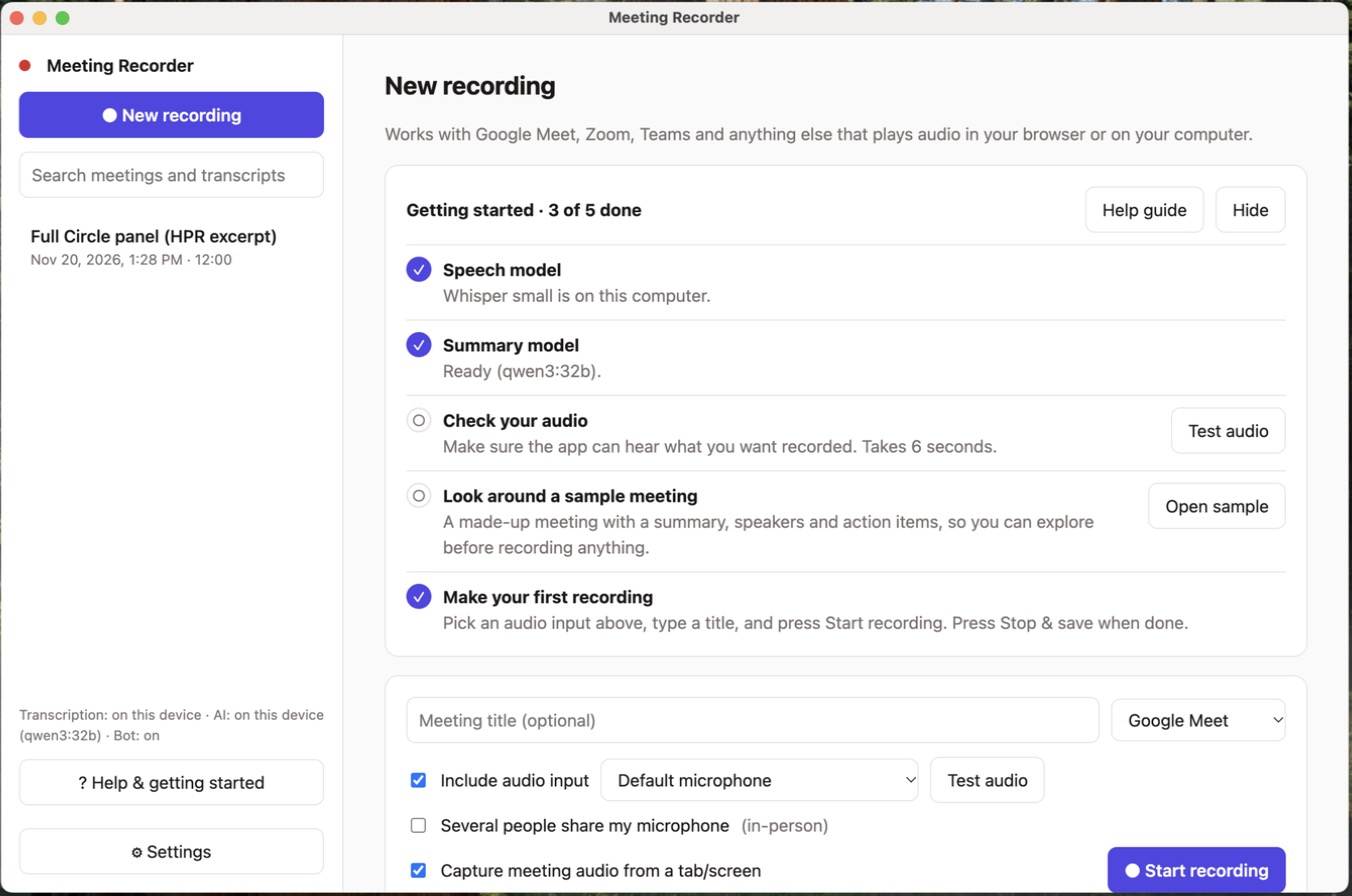 Meeting Recorder
Meeting Recorder
New recording
Search meetings and transcripts
Full Circle panel (HPR excerpt)
Nov 20, 2026, 1:28 PM · 12:00
Transcription: on this device · AI: on this device
(qwen3:32b) · Bot: on
? Help & getting started
⚙ Settings
New recording
Works with Google Meet, Zoom, Teams and anything else that plays audio in your browser or on your computer.
Getting started · 3 of 5 done
Help guide
Hide
Speech model
Whisper small is on this computer.
Summary model
Ready (qwen3:32b).
Check your audio
Make sure the app can hear what you want recorded. Takes 6 seconds.
Test audio
Look around a sample meeting
A made-up meeting with a summary, speakers and action items, so you can explore
before recording anything.
Open sample
Make your first recording
Pick an audio input above, type a title, and press Start recording. Press Stop & save when done.
Meeting title (optional)
Google Meet
Include audio input
Default microphone
Test audio
Several people share my microphone (in-person)
Capture meeting audio from a tab/screen
Start recording